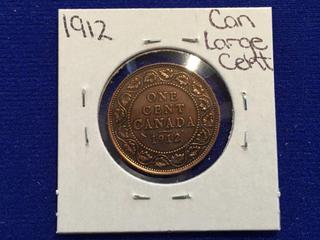 1912
Can
Large
Cent
ONE
CENT
CANADA
1912